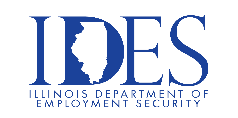 IDES
ILLINOIS DEPARTMENT OF
EMPLOYMENT SECURITY